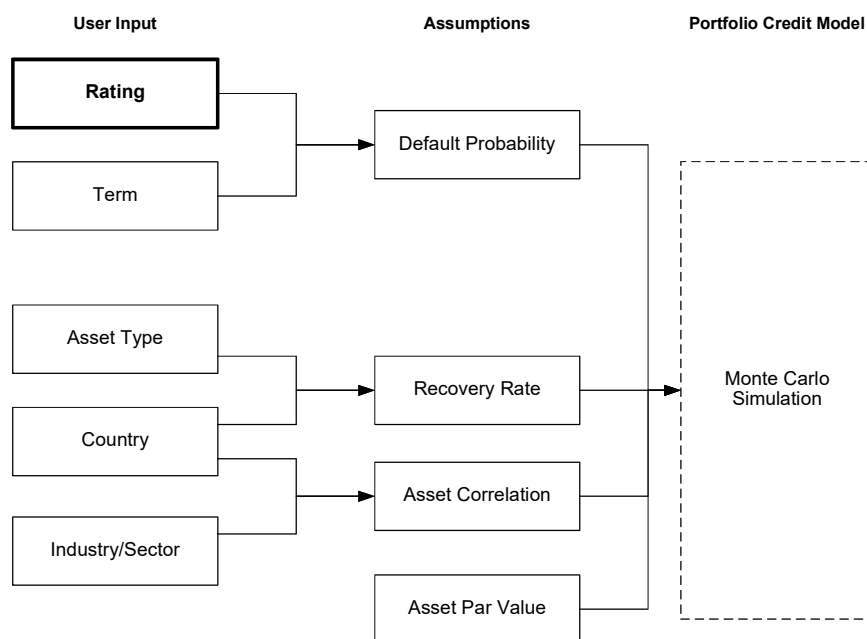 User Input
Assumptions
Portfolio Credit Model
Rating
Default Probability
Term
Asset Type
Recovery Rate
Monte Carlo
Simulation
Country
Asset Correlation
Industry/Sector
Asset Par Value